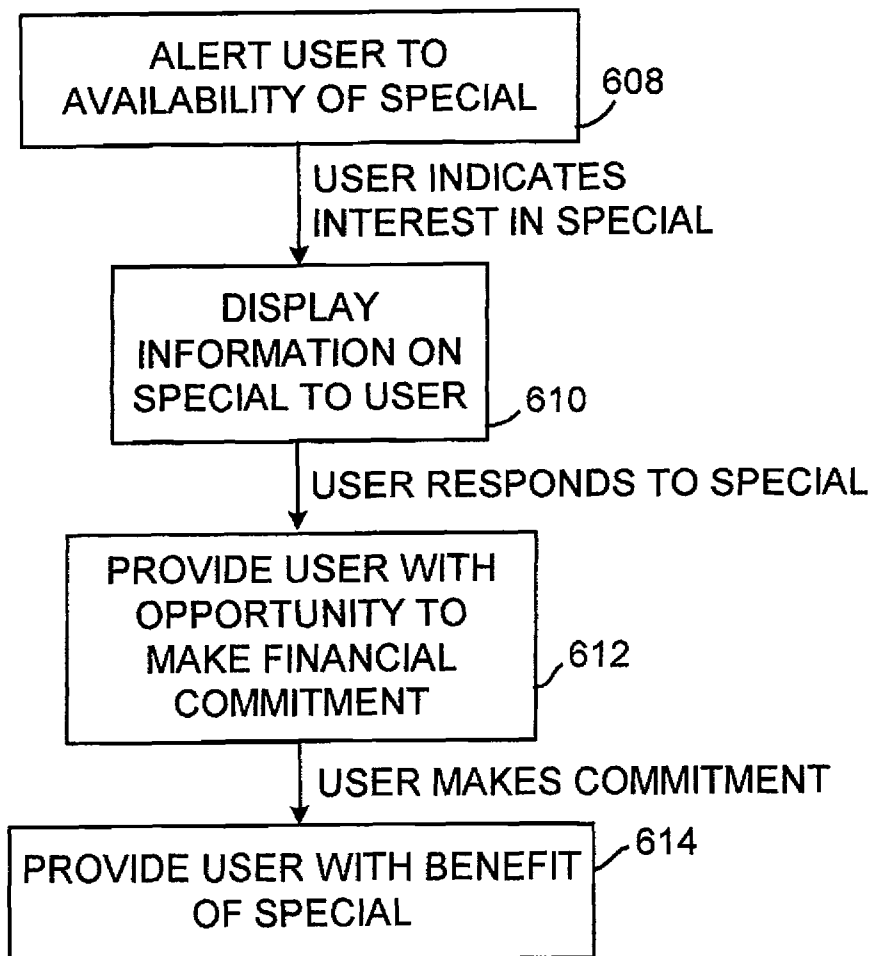 ALERT USER TO
AVAILABILITY OF SPECIAL
608
USER INDICATES
INTEREST IN SPECIAL
DISPLAY
INFORMATION ON
SPECIAL TO USER
610
USER RESPONDS TO SPECIAL
PROVIDE USER WITH
OPPORTUNITY TO
MAKE FINANCIAL
COMMITMENT
612
USER MAKES COMMITMENT
PROVIDE USER WITH BENEFIT
OF SPECIAL
614